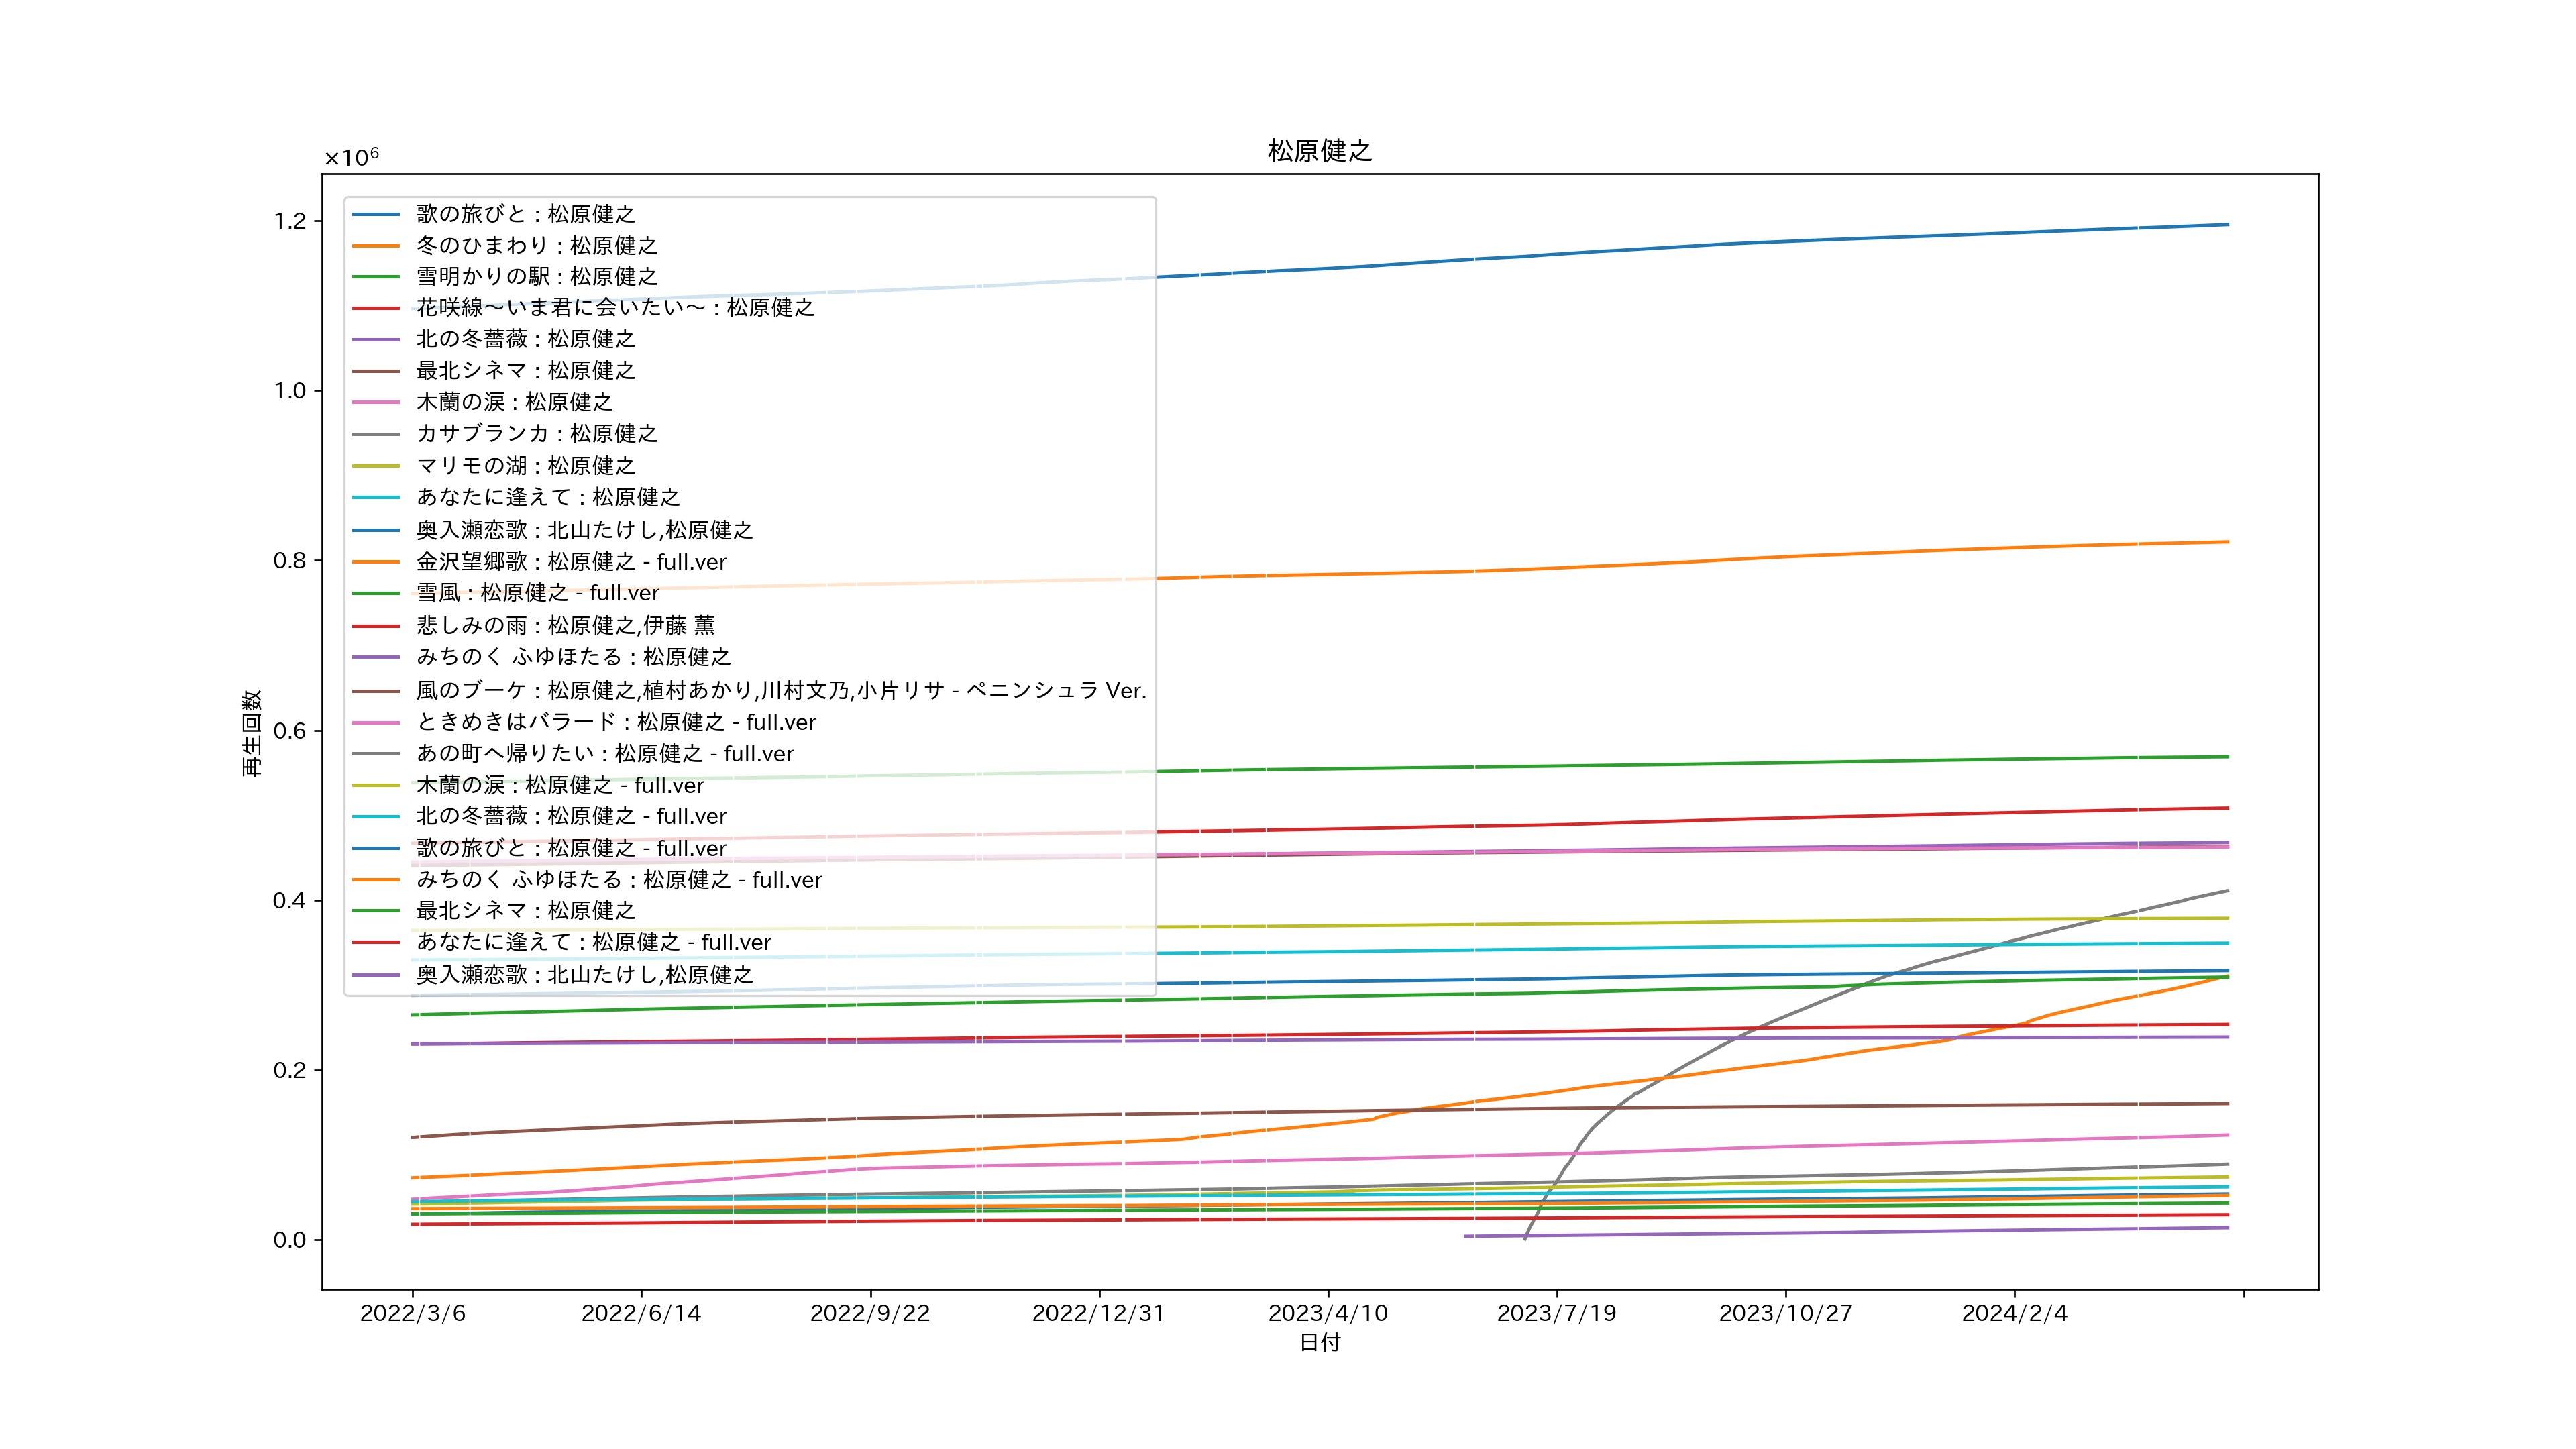 松原健之
×10⁶
1.2
1.0
0.8
0.6
0.4
0.2
0.0
再生回数
歌の旅びと : 松原健之
冬のひまわり : 松原健之
雪明かりの駅 : 松原健之
花咲線〜いま君に会いたい〜 : 松原健之
北の冬薔薇 : 松原健之
最北シネマ : 松原健之
木蘭の涙 : 松原健之
カサブランカ : 松原健之
マリモの湖 : 松原健之
あなたに逢えて : 松原健之
奥入瀬恋歌 : 北山たけし,松原健之
金沢望郷歌 : 松原健之 - full.ver
雪風 : 松原健之 - full.ver
悲しみの雨 : 松原健之,伊藤 薫
みちのく ふゆほたる : 松原健之
風のブーケ : 松原健之,植村あかり,川村文乃,小片リサ - ペニンシュラ Ver.
ときめきはバラード : 松原健之 - full.ver
あの町へ帰りたい : 松原健之 - full.ver
木蘭の涙 : 松原健之 - full.ver
北の冬薔薇 : 松原健之 - full.ver
歌の旅びと : 松原健之 - full.ver
みちのく ふゆほたる : 松原健之 - full.ver
最北シネマ : 松原健之
あなたに逢えて : 松原健之 - full.ver
奥入瀬恋歌 : 北山たけし,松原健之
2022/3/6 2022/6/14 2022/9/22 2022/12/31 2023/4/10 2023/7/19 2023/10/27 2024/2/4
日付